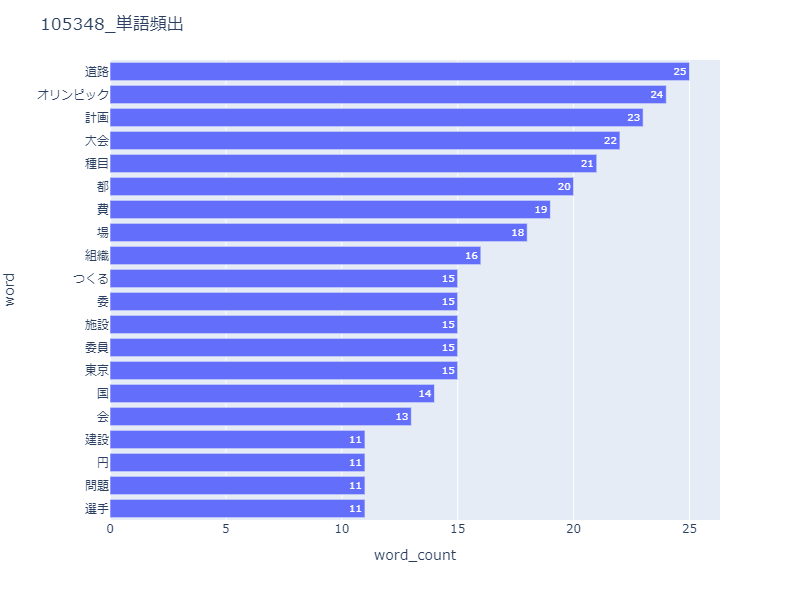 105348_単語頻出
道路 25
オリンピック 24
計画 23
大会 22
種目 21
都 20
費 19
場 18
組織 16
つくる 15
委 15
施設 15
委員 15
東京 15
国 14
会 13
建設 11
円 11
問題 11
選手 11
0 5 10 15 20 25
word_count
word